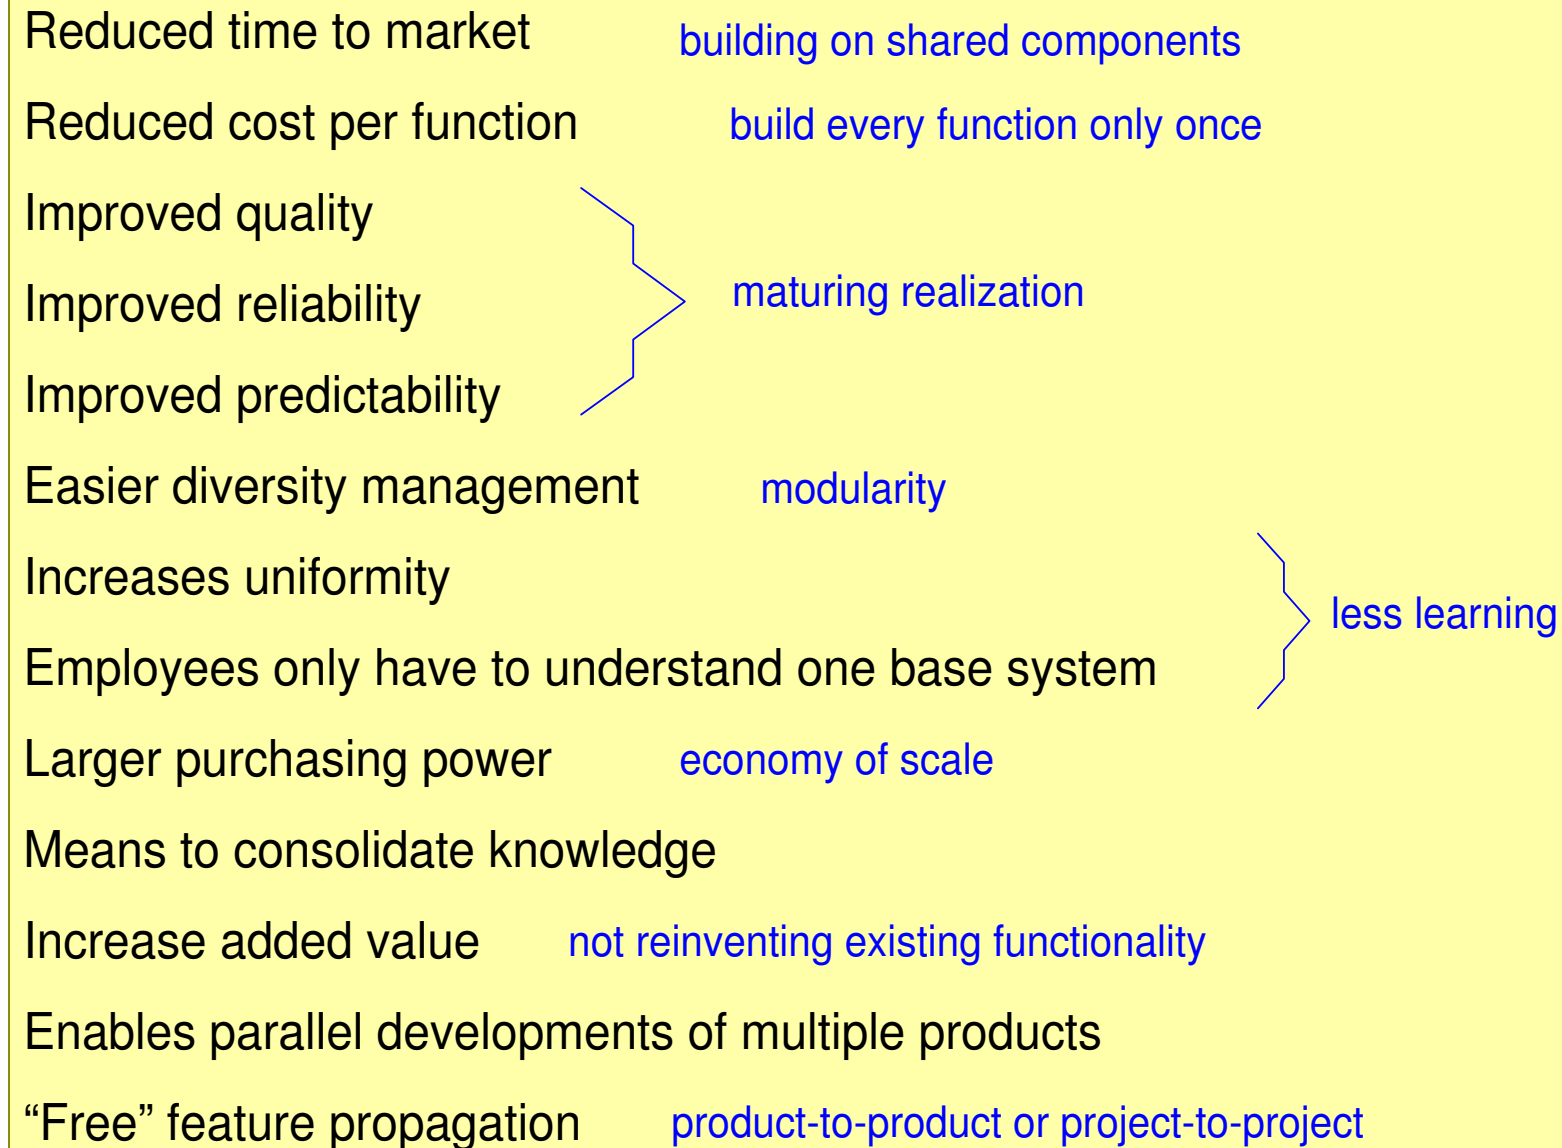 Reduced time to market building on shared components
Reduced cost per function build every function only once
Improved quality
Improved reliability maturing realization
Improved predictability
Easier diversity management modularity
Increases uniformity
less learning
Employees only have to understand one base system
Larger purchasing power economy of scale
Means to consolidate knowledge
Increase added value not reinventing existing functionality
Enables parallel developments of multiple products
“Free” feature propagation product-to-product or project-to-project